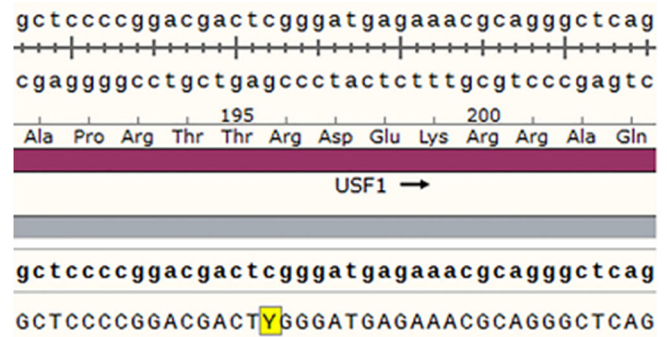 gctccccggacgactcgggatgagaaacgcagggctcag
cgaggggcctgctgagccctactctttgcgtcccgagtc
195 200
Ala Pro Arg Thr Thr Arg Asp Glu Lys Arg Arg Ala Gln
USF1 →
gctccccggacgactcgggatgagaaacgcagggctcag
GCTCCCCGGACGACTYGGGATGAGAAACGCAGGGCTCAG